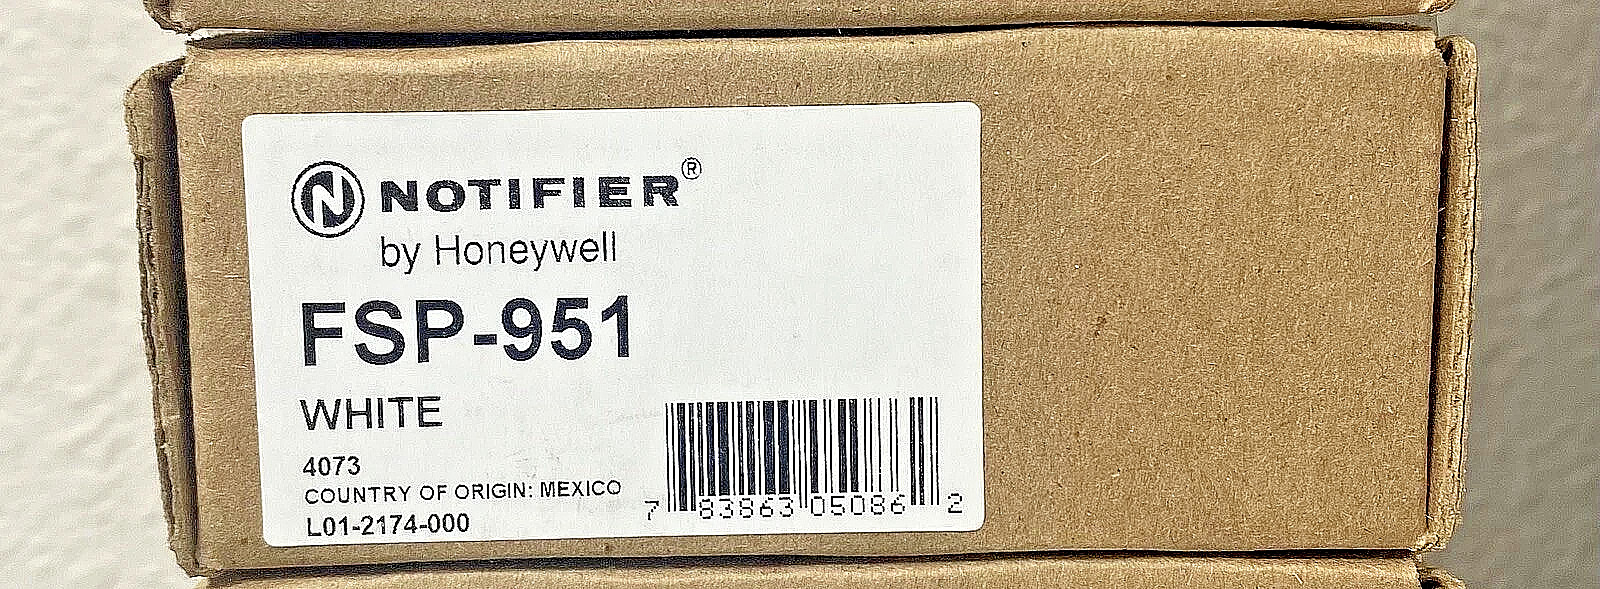 N NOTIFIER®
by Honeywell
FSP-951
WHITE
4073
COUNTRY OF ORIGIN: MEXICO
L01-2174-000
7 83863 05086 2